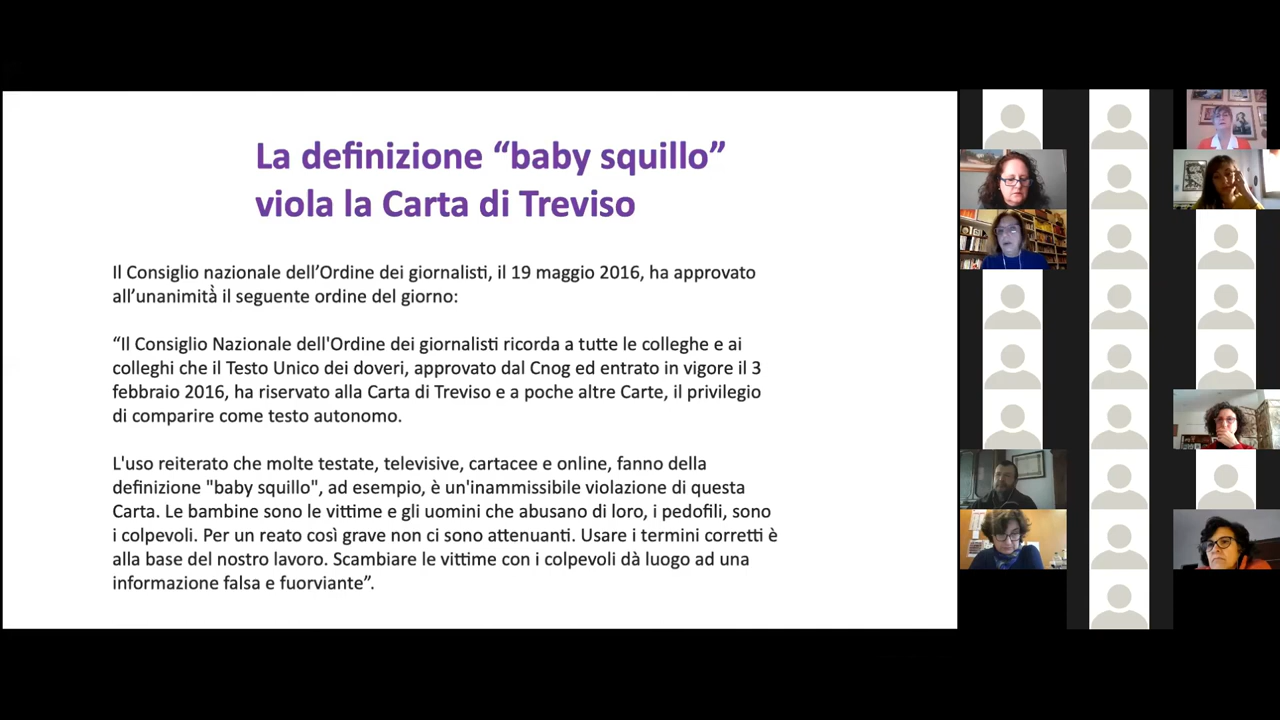 La definizione “baby squillo”
viola la Carta di Treviso
Il Consiglio nazionale dell’Ordine dei giornalisti, il 19 maggio 2016, ha approvato
all’unanimità̀ il seguente ordine del giorno:
“Il Consiglio Nazionale dell'Ordine dei giornalisti ricorda a tutte le colleghe e ai
colleghi che il Testo Unico dei doveri, approvato dal Cnog ed entrato in vigore il 3
febbraio 2016, ha riservato alla Carta di Treviso e a poche altre Carte, il privilegio
di comparire come testo autonomo.
L'uso reiterato che molte testate, televisive, cartacee e online, fanno della
definizione "baby squillo", ad esempio, è un'inammissibile violazione di questa
Carta. Le bambine sono le vittime e gli uomini che abusano di loro, i pedofili, sono
i colpevoli. Per un reato così grave non ci sono attenuanti. Usare i termini corretti è
alla base del nostro lavoro. Scambiare le vittime con i colpevoli dà luogo ad una
informazione falsa e fuorviante”.